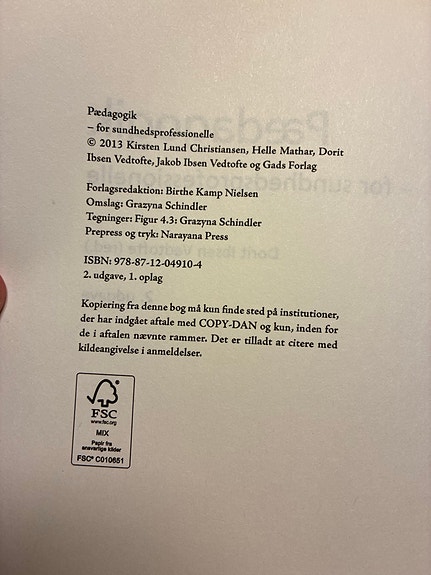 Pædagogik
– for sundhedsprofessionelle
© 2013 Kirsten Lund Christiansen, Helle Mathar, Dorit
Ibsen Vedtofte, Jakob Ibsen Vedtofte og Gads Forlag
Forlagsredaktion: Birthe Kamp Nielsen
Omslag: Grazyna Schindler
Tegninger: Figur 4.3: Grazyna Schindler
Prepress og tryk: Narayana Press
ISBN: 978-87-12-04910-4
2. udgave, 1. oplag
Kopiering fra denne bog må kun finde sted på institutioner,
der har indgået aftale med COPY-DAN og kun, inden for
de i aftalen nævnte rammer. Det er tilladt at citere med
kildeangivelse i anmeldelser.
FSC
www.fsc.org
MIX
Papir fra
ansvarlige kilder
FSC® C010651